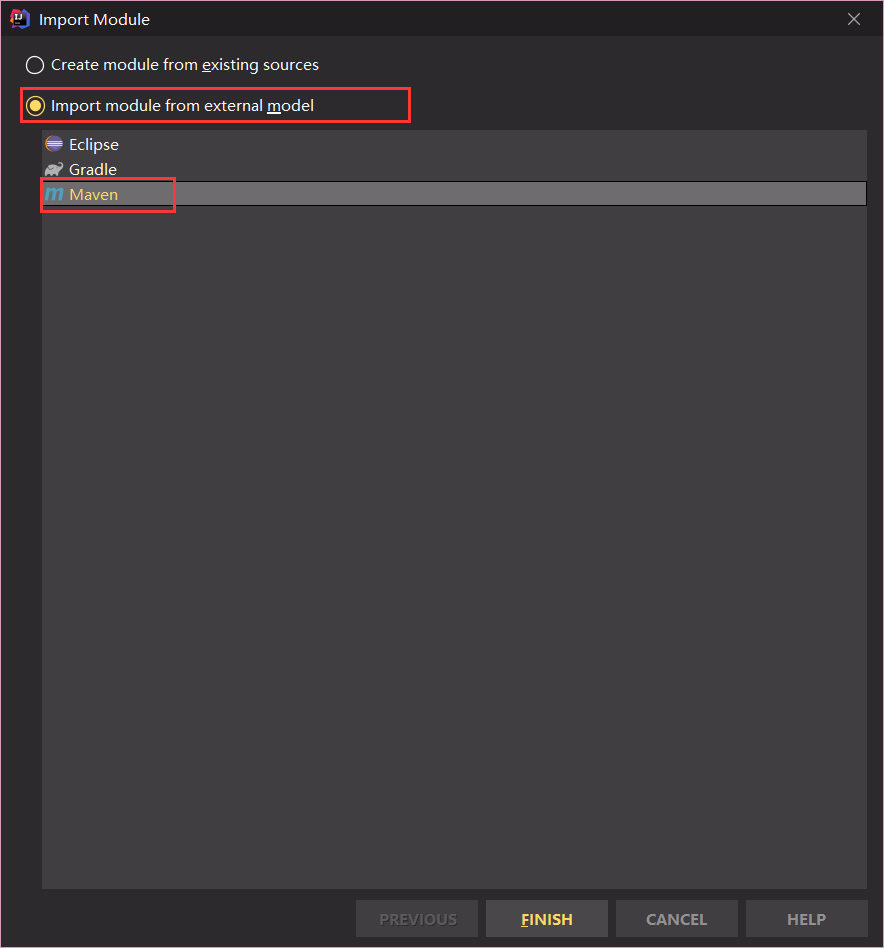 Import Module
Create module from existing sources
Import module from external model
Eclipse
Gradle
Maven
PREVIOUS FINISH CANCEL HELP